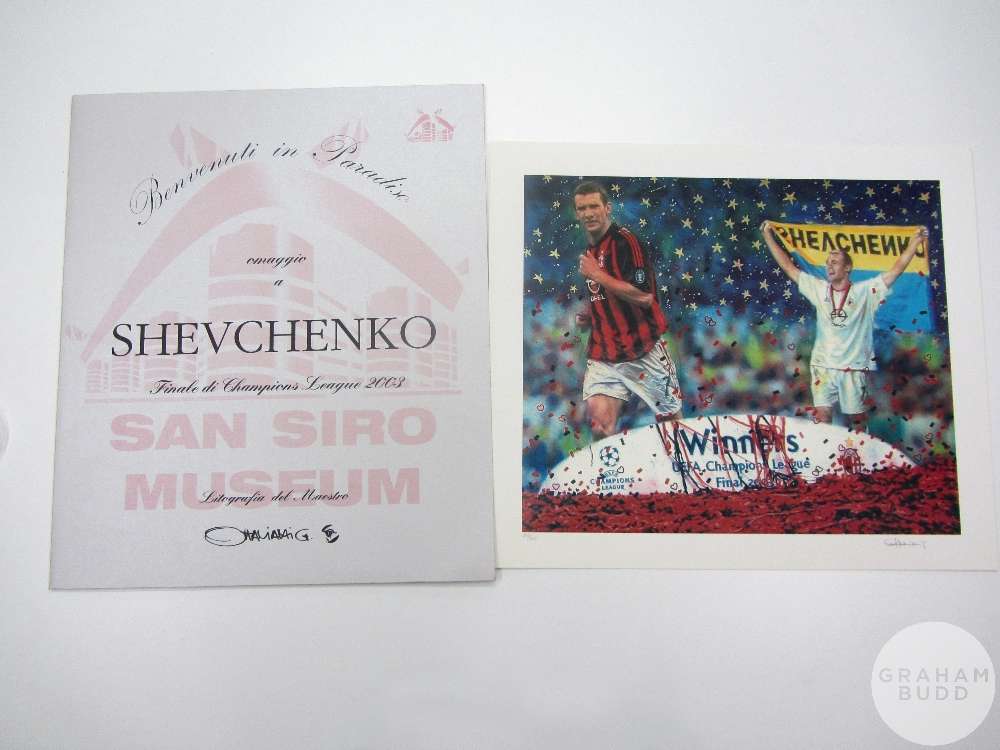 Benvenuti in Paradiso
omaggio
a
SHEVCHENKO
Finale di Champions League 2003
SAN SIRO
MUSEUM
Litografia del Maestro
OPEL
Winners
UEFA Champions League
Final
CHAMPIONS
LEAGUE
GRAHAM
BUDD